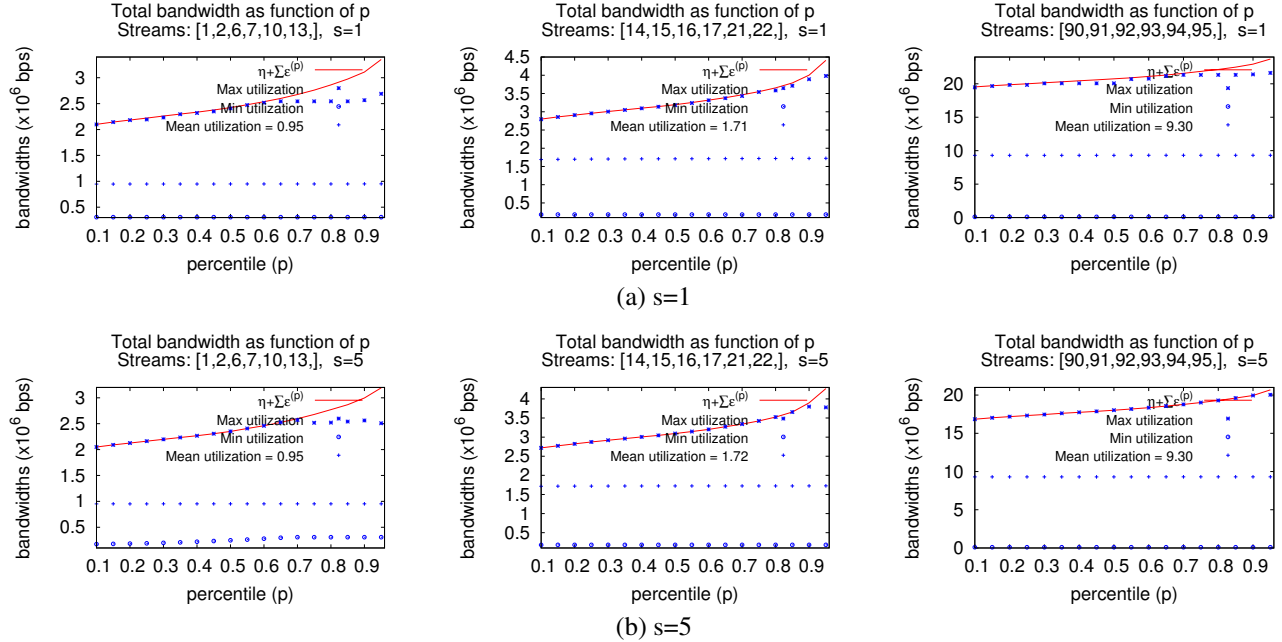 Total bandwidth as function of p
Streams: [1,2,6,7,10,13,], s=1
bandwidths (x10^6 bps)
3
2.5
2
1.5
1
0.5
η+Σε^(p)
Max utilization
Min utilization
Mean utilization = 0.95
0.1 0.2 0.3 0.4 0.5 0.6 0.7 0.8 0.9
percentile (p)
Total bandwidth as function of p
Streams: [14,15,16,17,21,22,], s=1
bandwidths (x10^6 bps)
4.5
4
3.5
3
2.5
2
1.5
1
0.5
η+Σε^(p)
Max utilization
Min utilization
Mean utilization = 1.71
0.1 0.2 0.3 0.4 0.5 0.6 0.7 0.8 0.9
percentile (p)
Total bandwidth as function of p
Streams: [90,91,92,93,94,95,], s=1
bandwidths (x10^6 bps)
20
15
10
5
0
η+Σε^(p)
Max utilization
Min utilization
Mean utilization = 9.30
0.1 0.2 0.3 0.4 0.5 0.6 0.7 0.8 0.9
percentile (p)
(a) s=1
Total bandwidth as function of p
Streams: [1,2,6,7,10,13,], s=5
bandwidths (x10^6 bps)
3
2.5
2
1.5
1
0.5
η+Σε^(p)
Max utilization
Min utilization
Mean utilization = 0.95
0.1 0.2 0.3 0.4 0.5 0.6 0.7 0.8 0.9
percentile (p)
Total bandwidth as function of p
Streams: [14,15,16,17,21,22,], s=5
bandwidths (x10^6 bps)
4
3.5
3
2.5
2
1.5
1
0.5
η+Σε^(p)
Max utilization
Min utilization
Mean utilization = 1.72
0.1 0.2 0.3 0.4 0.5 0.6 0.7 0.8 0.9
percentile (p)
Total bandwidth as function of p
Streams: [90,91,92,93,94,95,], s=5
bandwidths (x10^6 bps)
20
15
10
5
0
η+Σε^(p)
Max utilization
Min utilization
Mean utilization = 9.30
0.1 0.2 0.3 0.4 0.5 0.6 0.7 0.8 0.9
percentile (p)
(b) s=5